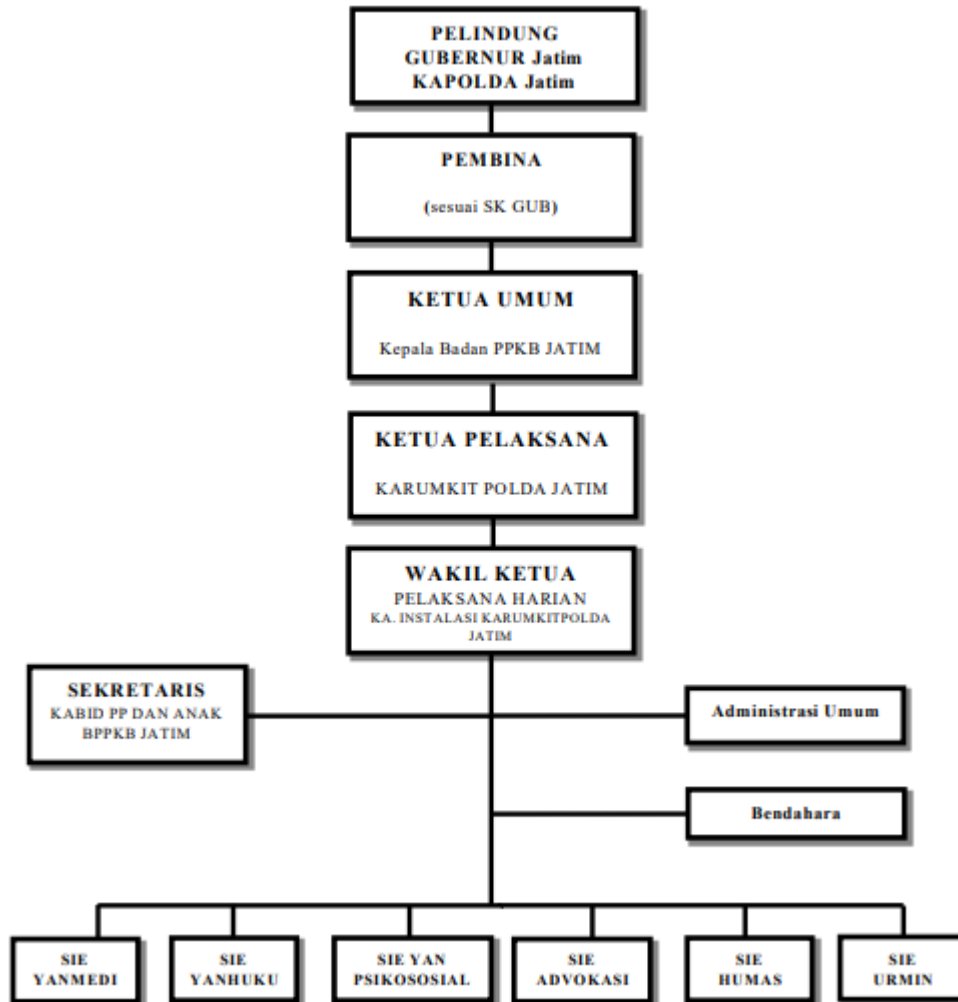 PELINDUNG
GUBERNUR Jatim
KAPOLDA Jatim
PEMBINA
(sesuai SK GUB)
KETUA UMUM
Kepala Badan PPKB JATIM
KETUA PELAKSANA
KARUMKIT POLDA JATIM
WAKIL KETUA
PELAKSANA HARIAN
KA. INSTALASI KARUMKITPOLDA
JATIM
SEKRETARIS
KABID PP DAN ANAK
BPPKB JATIM
Administrasi Umum
Bendahara
SIE
YANMEDI
SIE
YANHUKU
SIE YAN
PSIKOSOSIAL
SIE
ADVOKASI
SIE
HUMAS
SIE
URMIN